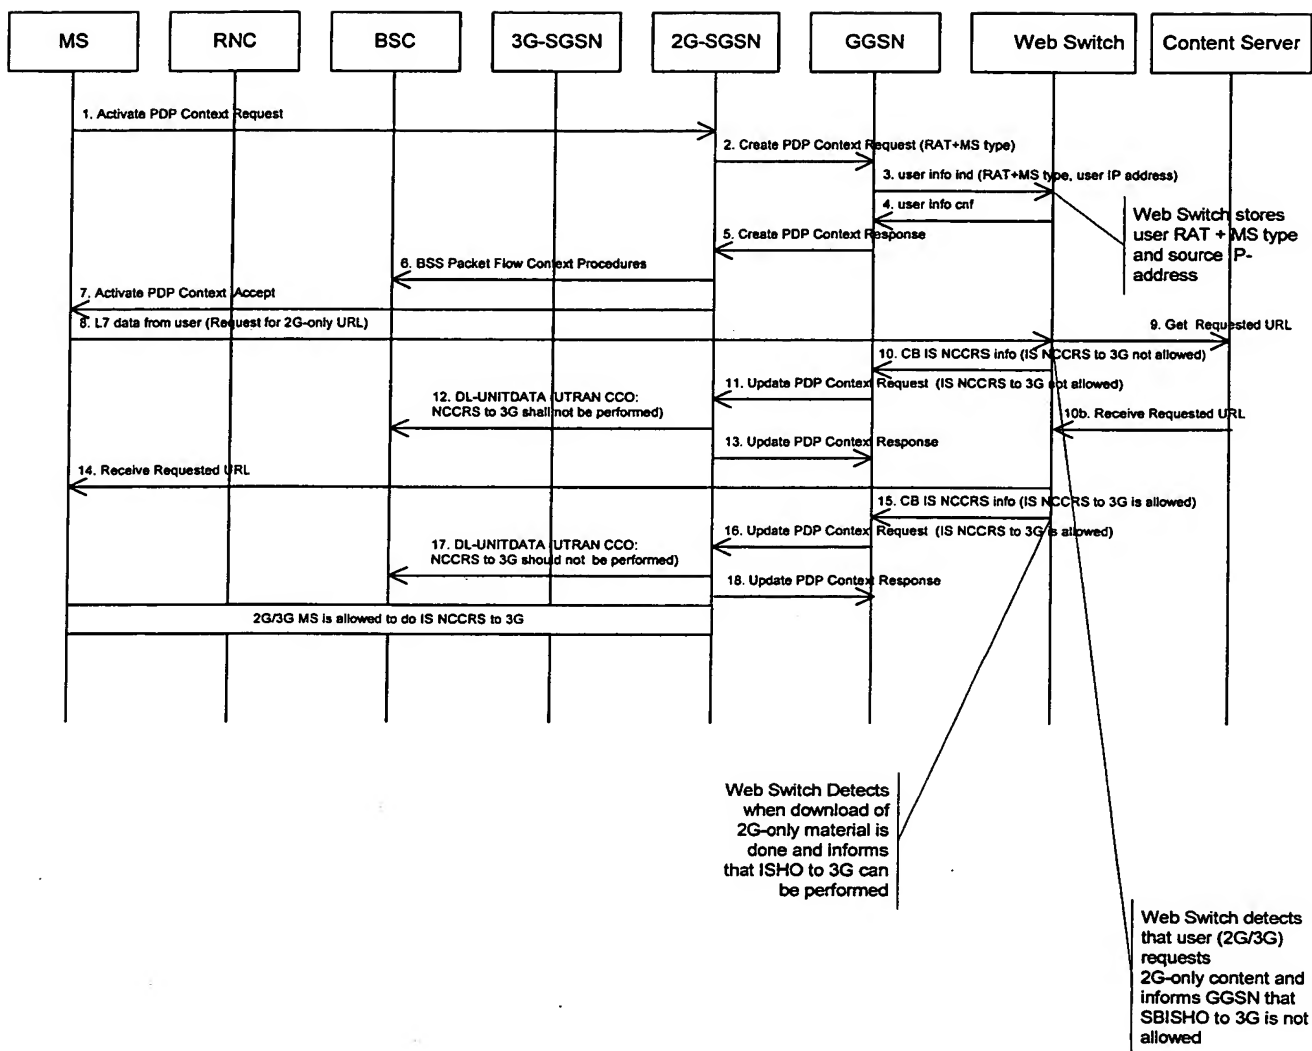 MS
RNC
BSC
3G-SGSN
2G-SGSN
GGSN
Web Switch
Content Server
1. Activate PDP Context Request
2. Create PDP Context Request (RAT+MS type)
3. user info ind (RAT+MS type, user IP address)
4. user info cnf
Web Switch stores
user RAT + MS type
and source IP-
address
5. Create PDP Context Response
6. BSS Packet Flow Context Procedures
7. Activate PDP Context Accept
8. L7 data from user (Request for 2G-only URL)
9. Get Requested URL
10. CB IS NCCRS info (IS NCCRS to 3G not allowed)
11. Update PDP Context Request (IS NCCRS to 3G not allowed)
12. DL-UNITDATA (UTRAN CCO:
NCCRS to 3G shall not be performed)
10b. Receive Requested URL
13. Update PDP Context Response
14. Receive Requested URL
15. CB IS NCCRS info (IS NCCRS to 3G is allowed)
16. Update PDP Context Request (IS NCCRS to 3G is allowed)
17. DL-UNITDATA (UTRAN CCO:
NCCRS to 3G should not be performed)
18. Update PDP Context Response
2G/3G MS is allowed to do IS NCCRS to 3G
Web Switch Detects
when download of
2G-only material is
done and informs
that ISHO to 3G can
be performed
Web Switch detects
that user (2G/3G)
requests
2G-only content and
informs GGSN that
SBISHO to 3G is not
allowed